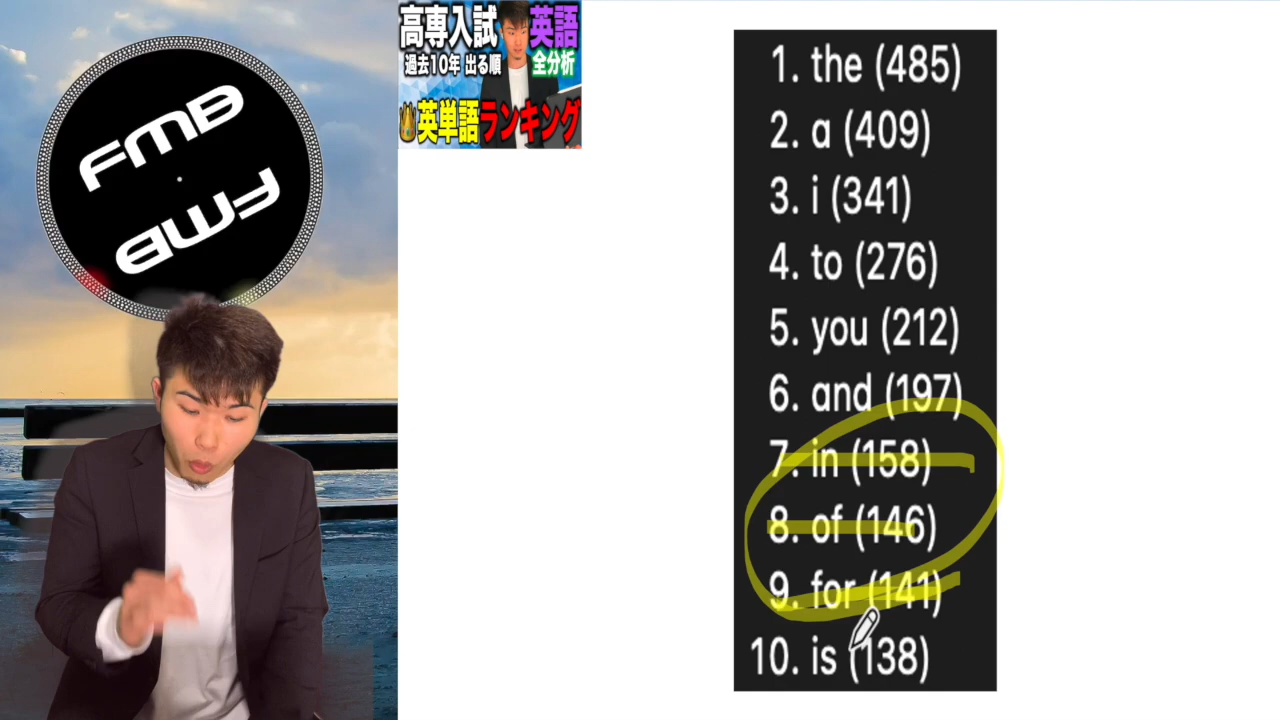 FMB
FMB
高専入試 英語
過去10年 出る順 全分析
英単語ランキング
1. the (485)
2. a (409)
3. i (341)
4. to (276)
5. you (212)
6. and (197)
7. in (158)
8. of (146)
9. for (141)
10. is (138)